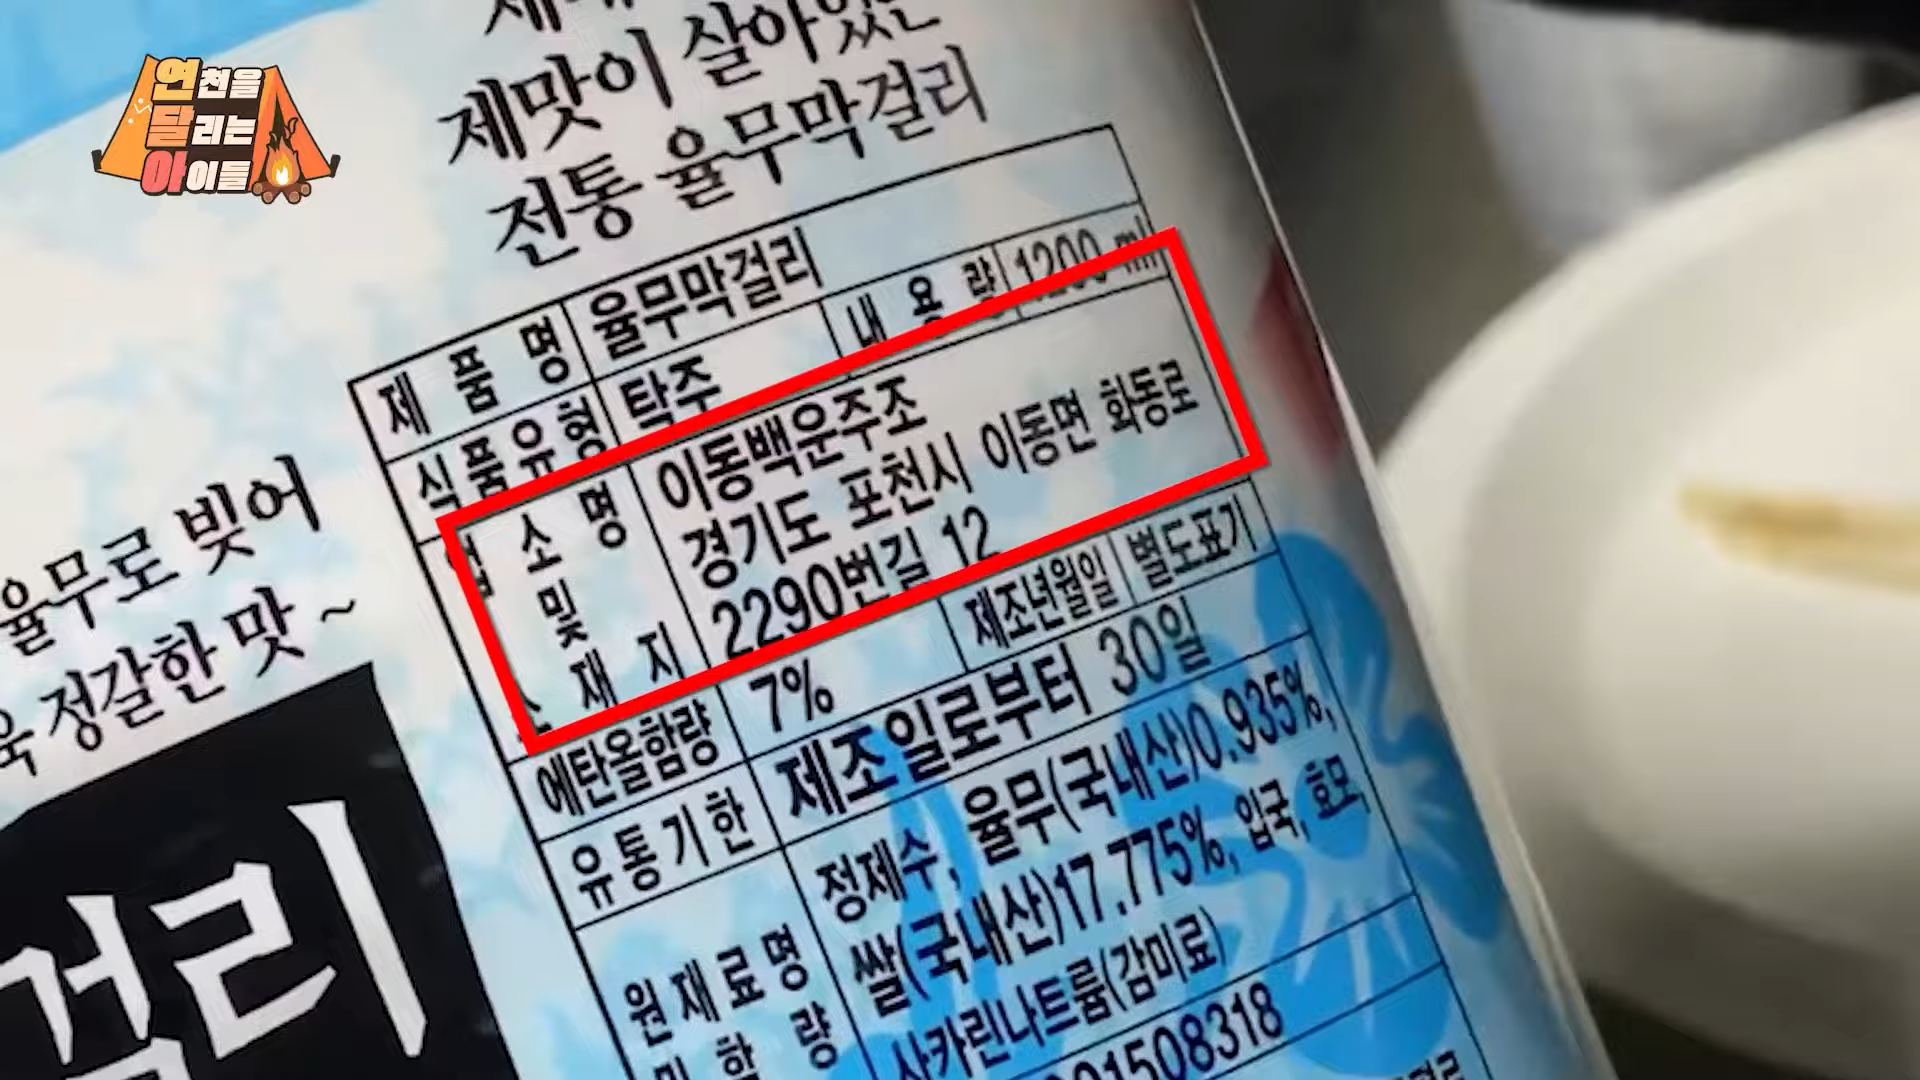 연천을
달리는
아이들
제맛이 살아있는
전통 율무막걸리
제 품 명 율무막걸리
식품유형 탁주 내 용 량 1200 ml
소 명 이동백운주조
및 경기도 포천시 이동면 화동로
재 지 2290번길 12
에탄올함량 7% 제조년월일 별도표기
유통기한 제조일로부터 30일
원재료명 정제수, 율무(국내산)0.935%,
함량 쌀(국내산)17.775%, 입국, 효모,
사카린나트륨(감미료)
01508318
율무로 빚어
정갈한 맛~
걸리